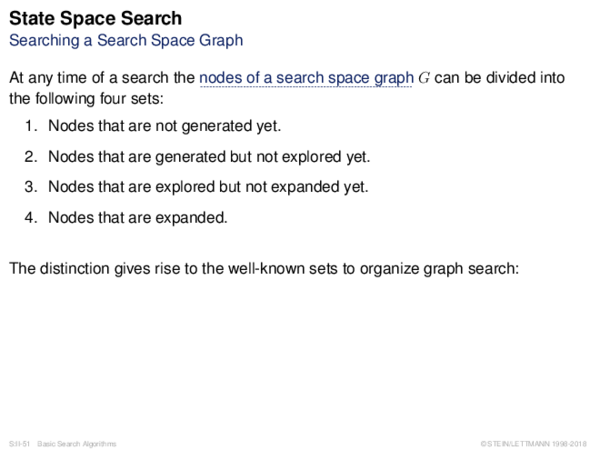 State Space Search
Searching a Search Space Graph
At any time of a search the nodes of a search space graph G can be divided into
the following four sets:
1. Nodes that are not generated yet.
2. Nodes that are generated but not explored yet.
3. Nodes that are explored but not expanded yet.
4. Nodes that are expanded.
The distinction gives rise to the well-known sets to organize graph search:
S:II-51 Basic Search Algorithms
© STEIN/LETTMANN 1998-2018